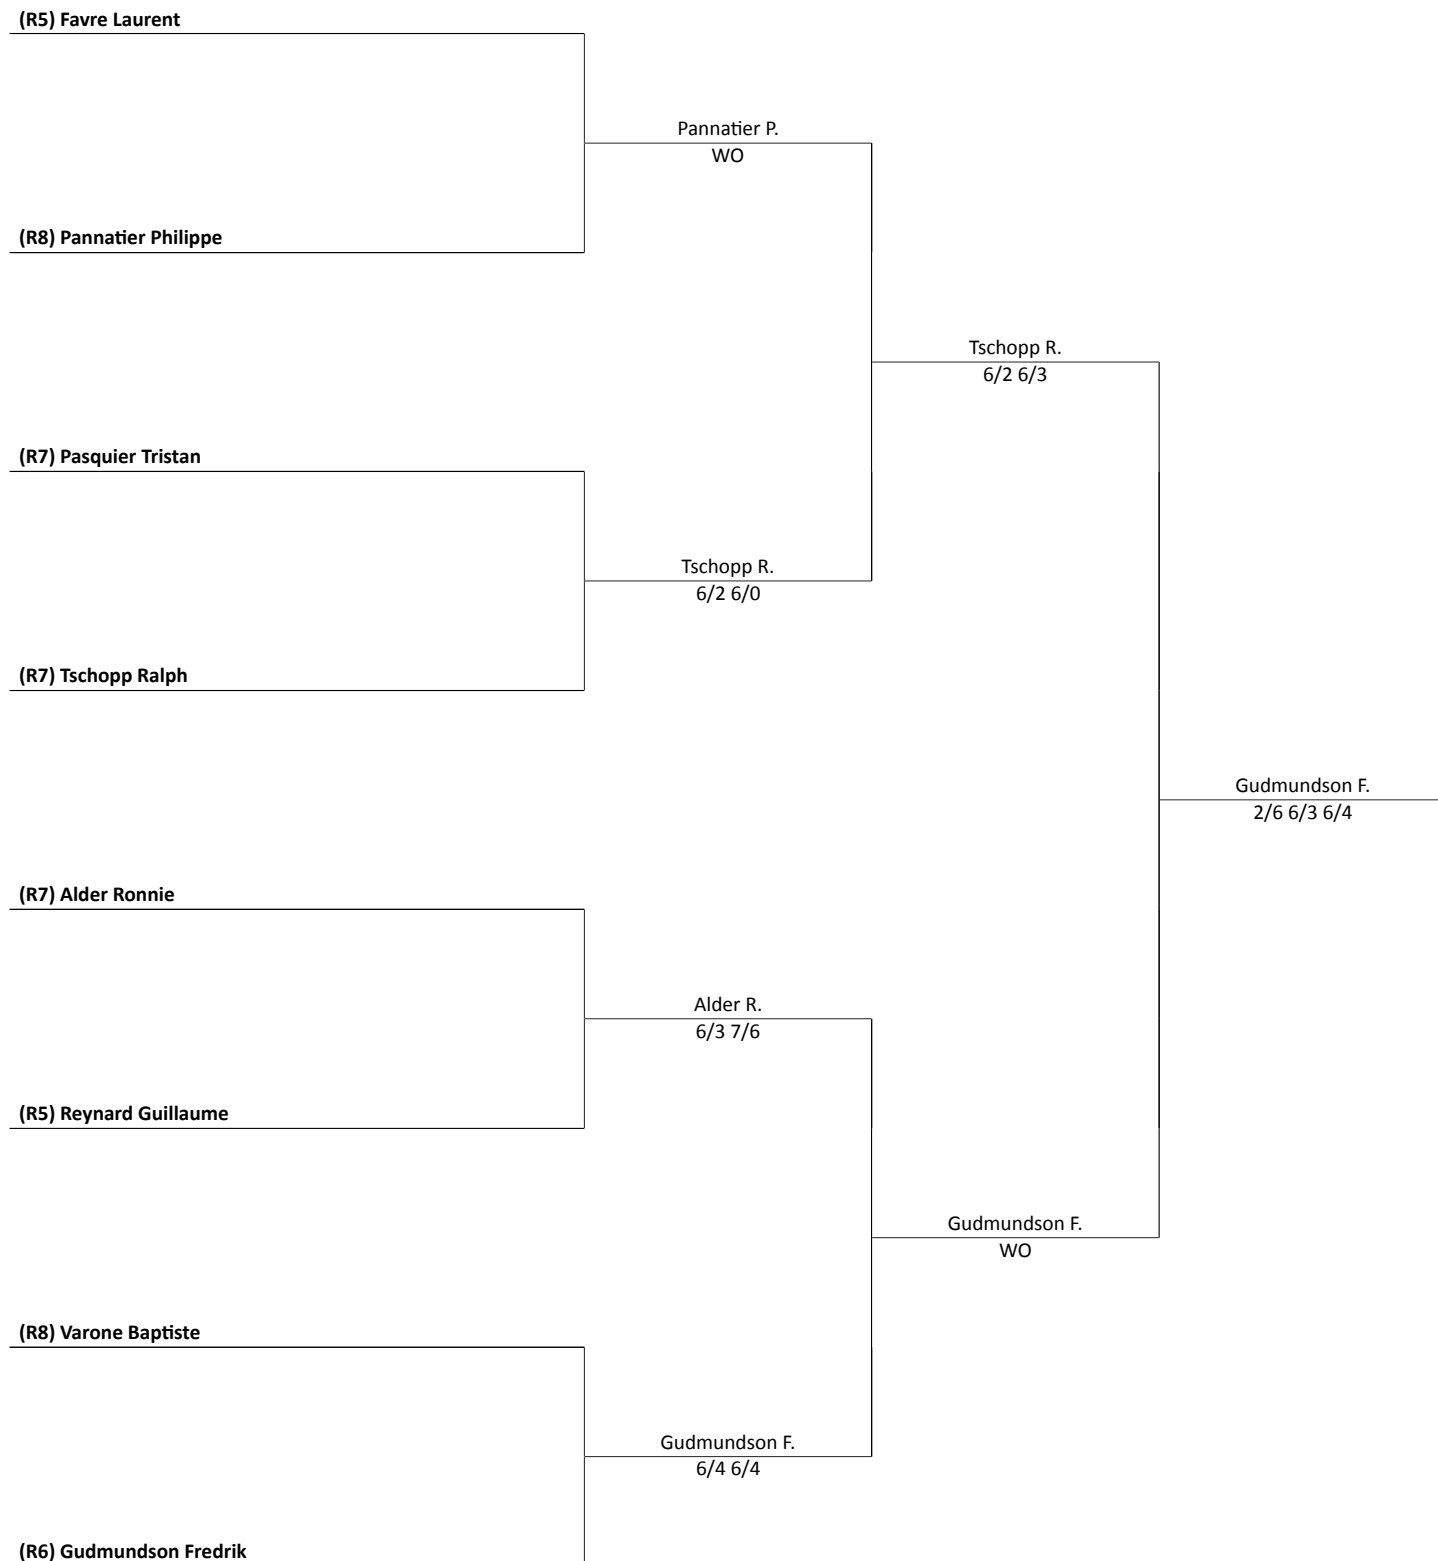 (R5) Favre Laurent
Pannatier P.
WO
(R8) Pannatier Philippe
Tschopp R.
6/2 6/3
(R7) Pasquier Tristan
Tschopp R.
6/2 6/0
(R7) Tschopp Ralph
Gudmundson F.
2/6 6/3 6/4
(R7) Alder Ronnie
Alder R.
6/3 7/6
(R5) Reynard Guillaume
Gudmundson F.
WO
(R8) Varone Baptiste
Gudmundson F.
6/4 6/4
(R6) Gudmundson Fredrik